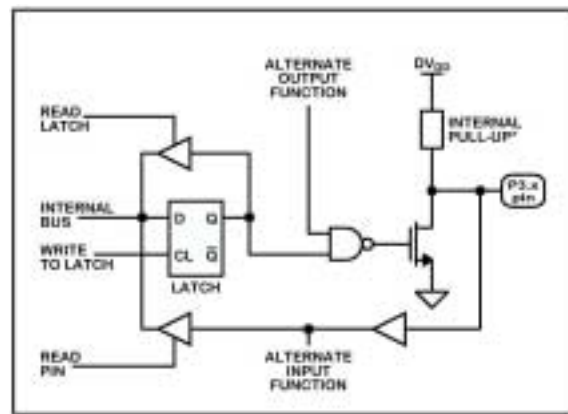 ALTERNATE
OUTPUT
FUNCTION
DVDD
READ
LATCH
INTERNAL
PULL-UP*
P3.x
pin
INTERNAL
BUS
D Q
WRITE
TO LATCH
CL Q̅
LATCH
READ
PIN
ALTERNATE
INPUT
FUNCTION